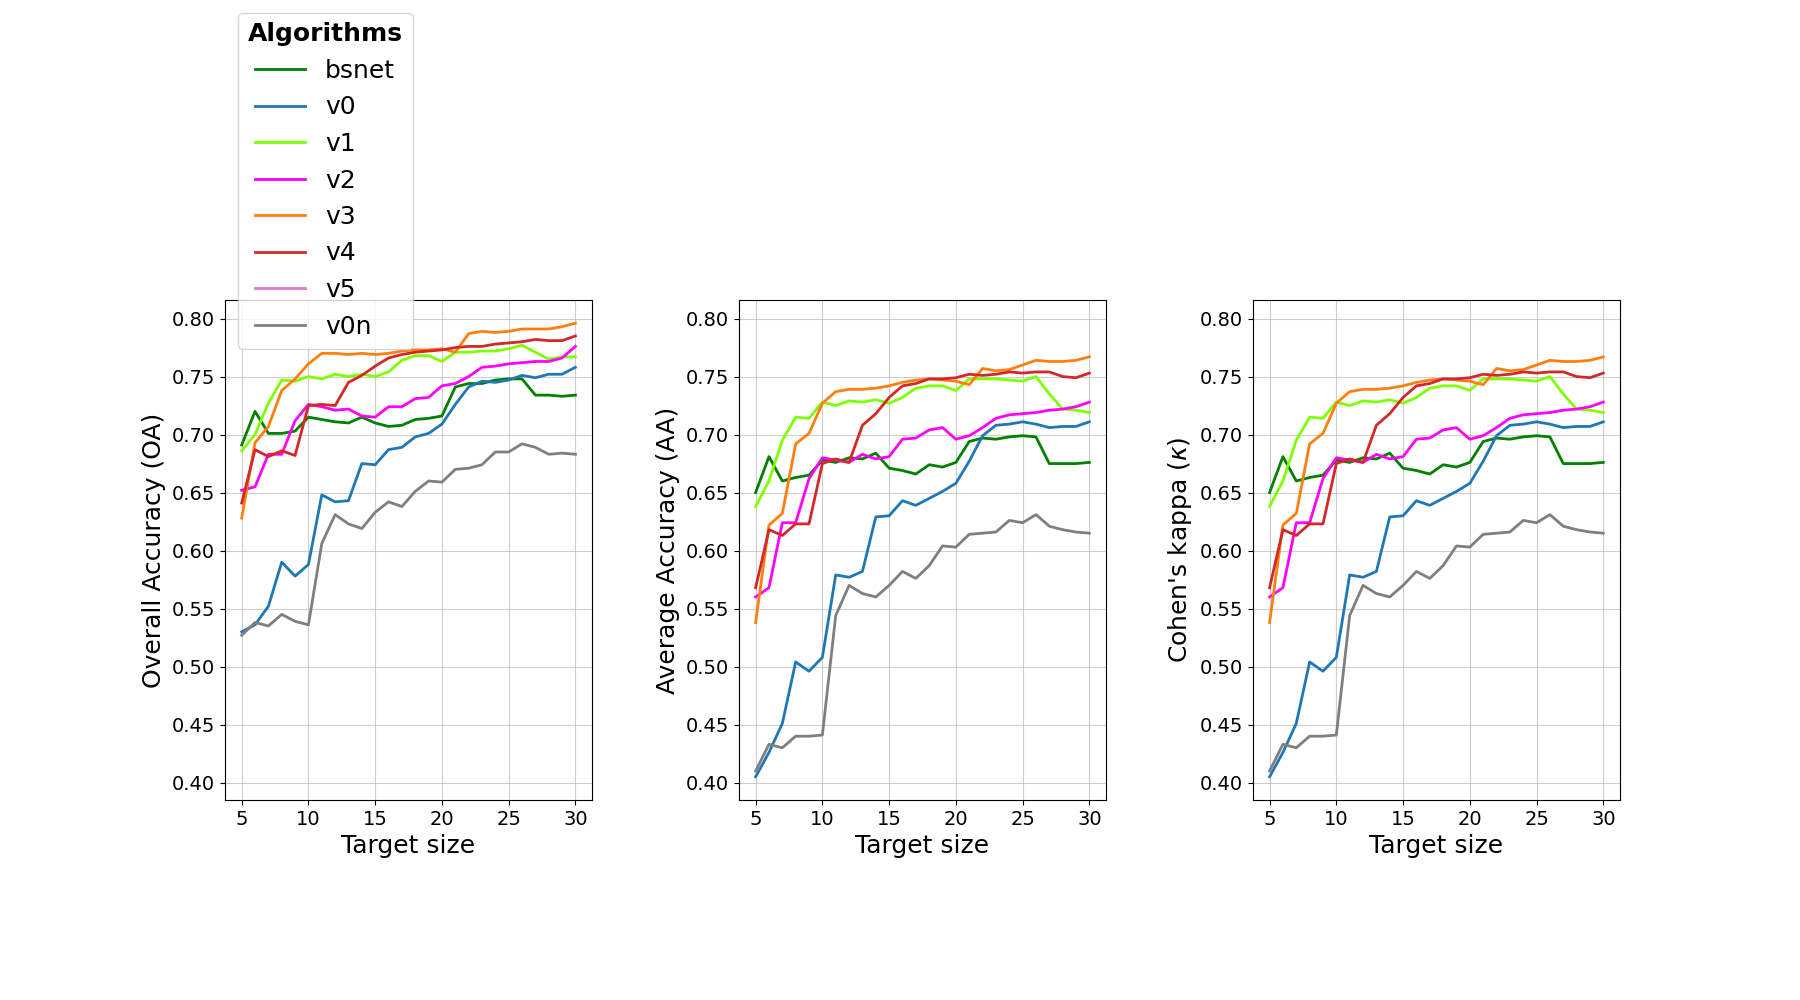 Algorithms
bsnet
v0
v1
v2
v3
v4
v5
v0n
Overall Accuracy (OA)
0.80
0.75
0.70
0.65
0.60
0.55
0.50
0.45
0.40
5 10 15 20 25 30
Target size
Average Accuracy (AA)
0.80
0.75
0.70
0.65
0.60
0.55
0.50
0.45
0.40
5 10 15 20 25 30
Target size
Cohen's kappa (κ)
0.80
0.75
0.70
0.65
0.60
0.55
0.50
0.45
0.40
5 10 15 20 25 30
Target size